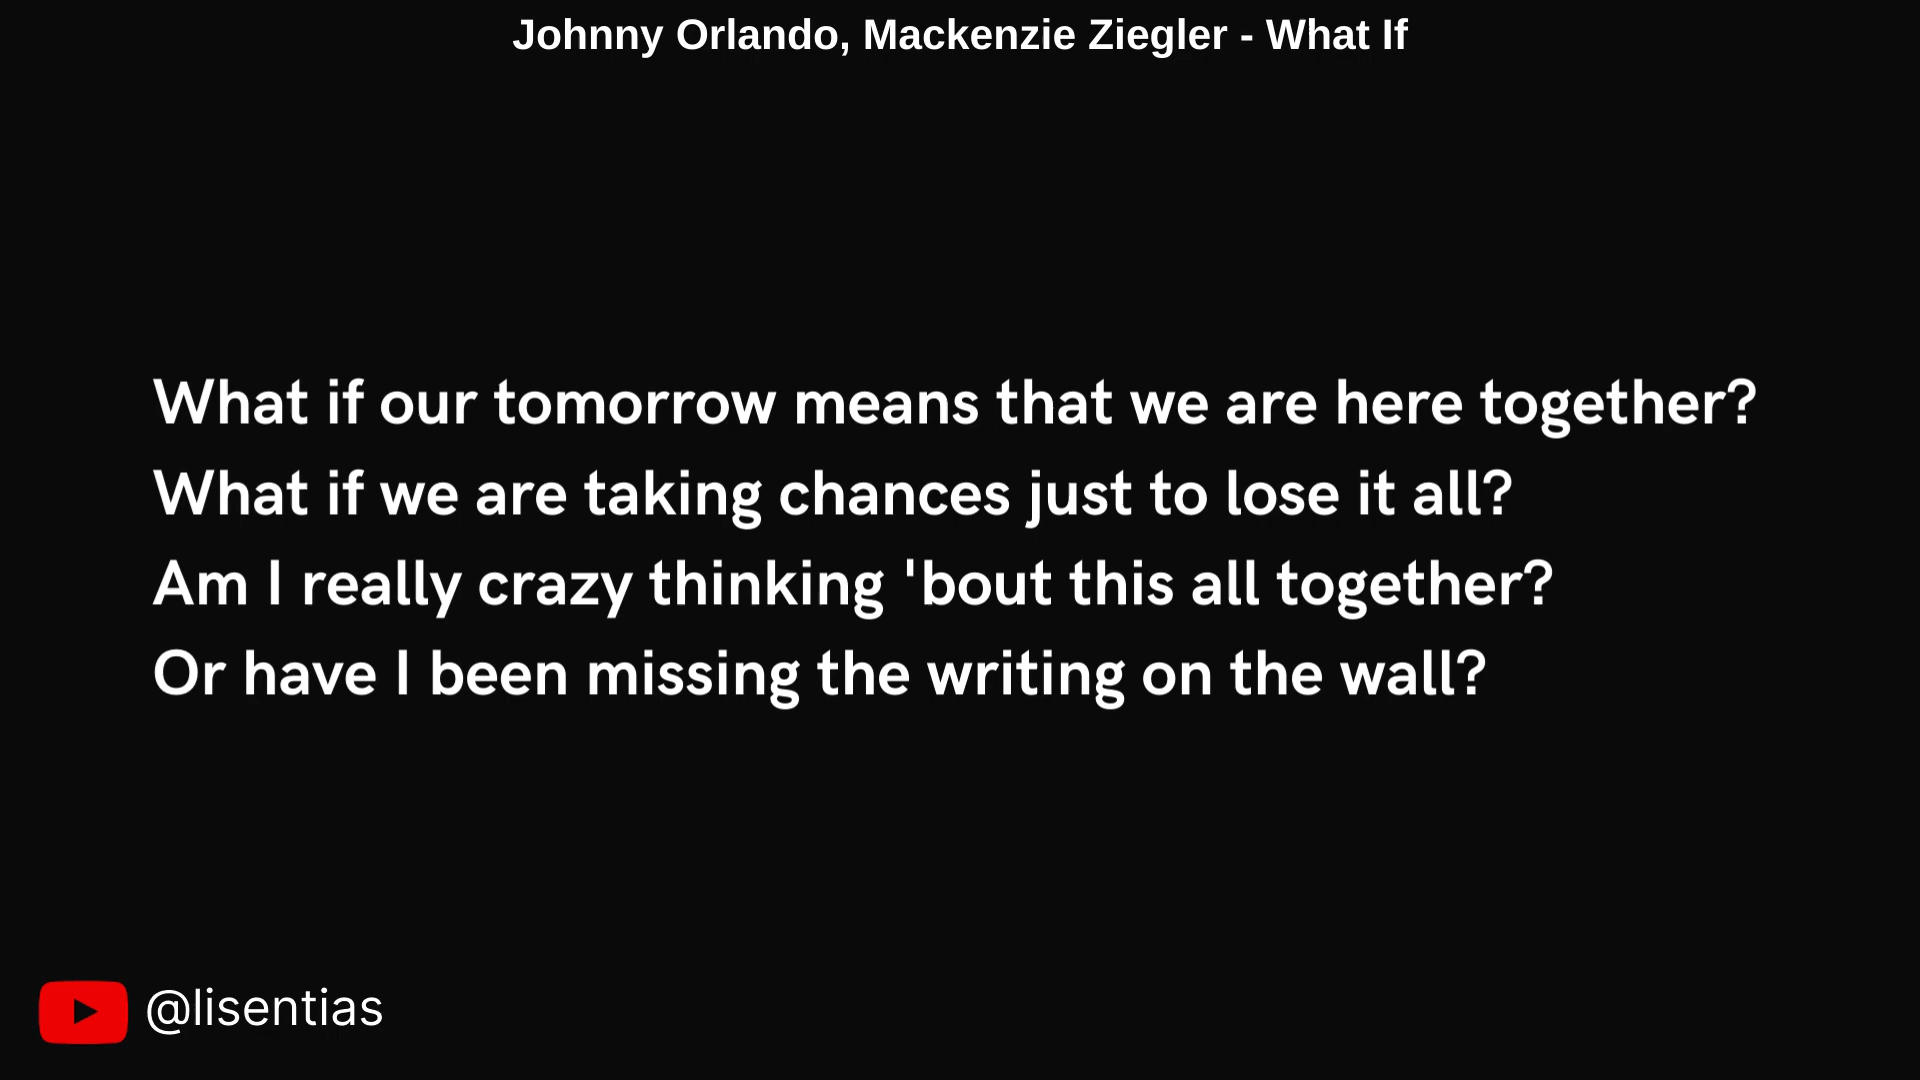 Johnny Orlando, Mackenzie Ziegler - What If
What if our tomorrow means that we are here together?
What if we are taking chances just to lose it all?
Am I really crazy thinking 'bout this all together?
Or have I been missing the writing on the wall?
@lisentias